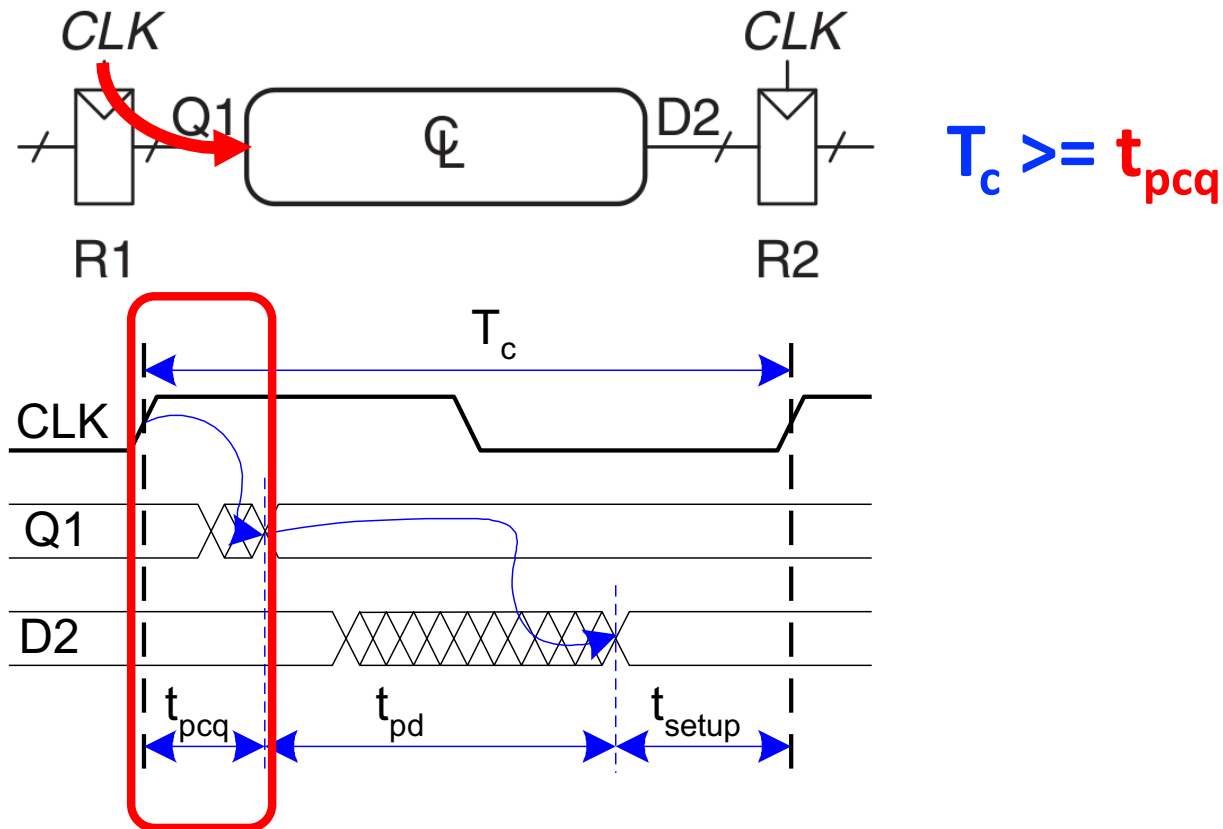 CLK
CLK
Q1
CL
D2
Tc >= tpcq
R1
R2
Tc
CLK
Q1
D2
tpcq
tpd
tsetup